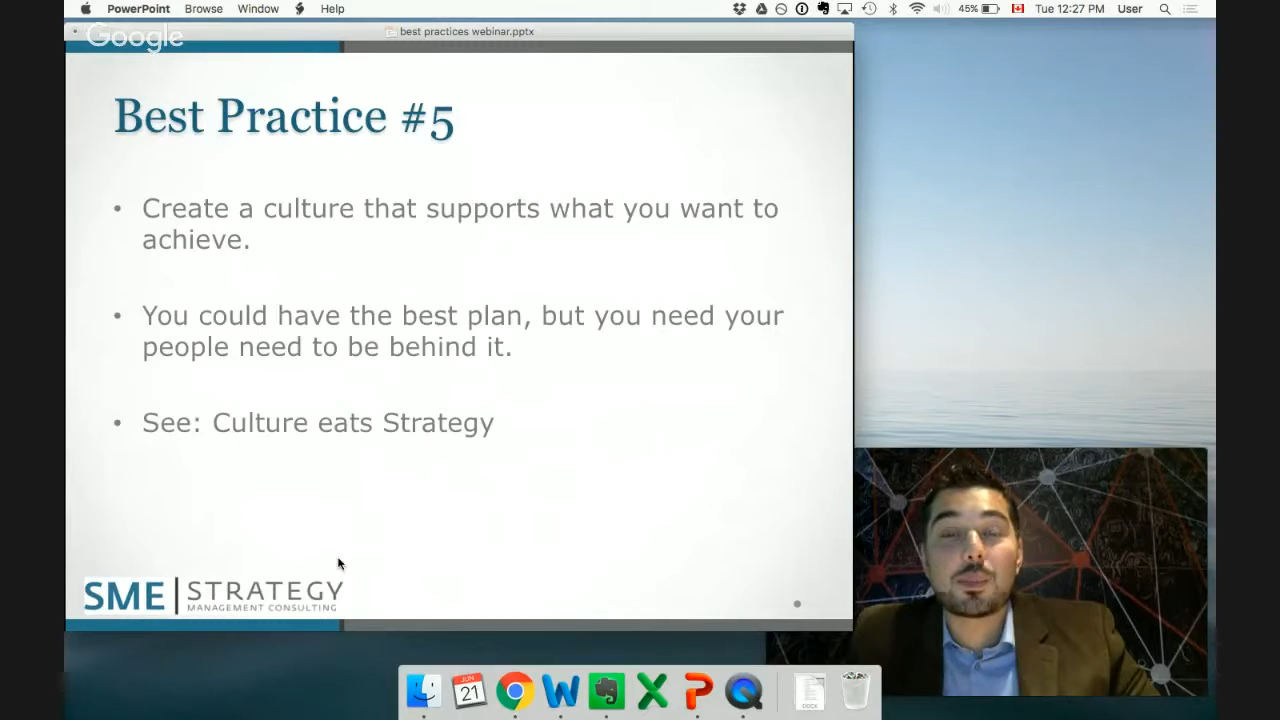 PowerPoint Browse Window Help 45% Tue 12:27 PM User
Google
best practices webinar.pptx
Best Practice #5
• Create a culture that supports what you want to
achieve.
• You could have the best plan, but you need your
people need to be behind it.
• See: Culture eats Strategy
SME STRATEGY
MANAGEMENT CONSULTING
JUN
21
DOCX